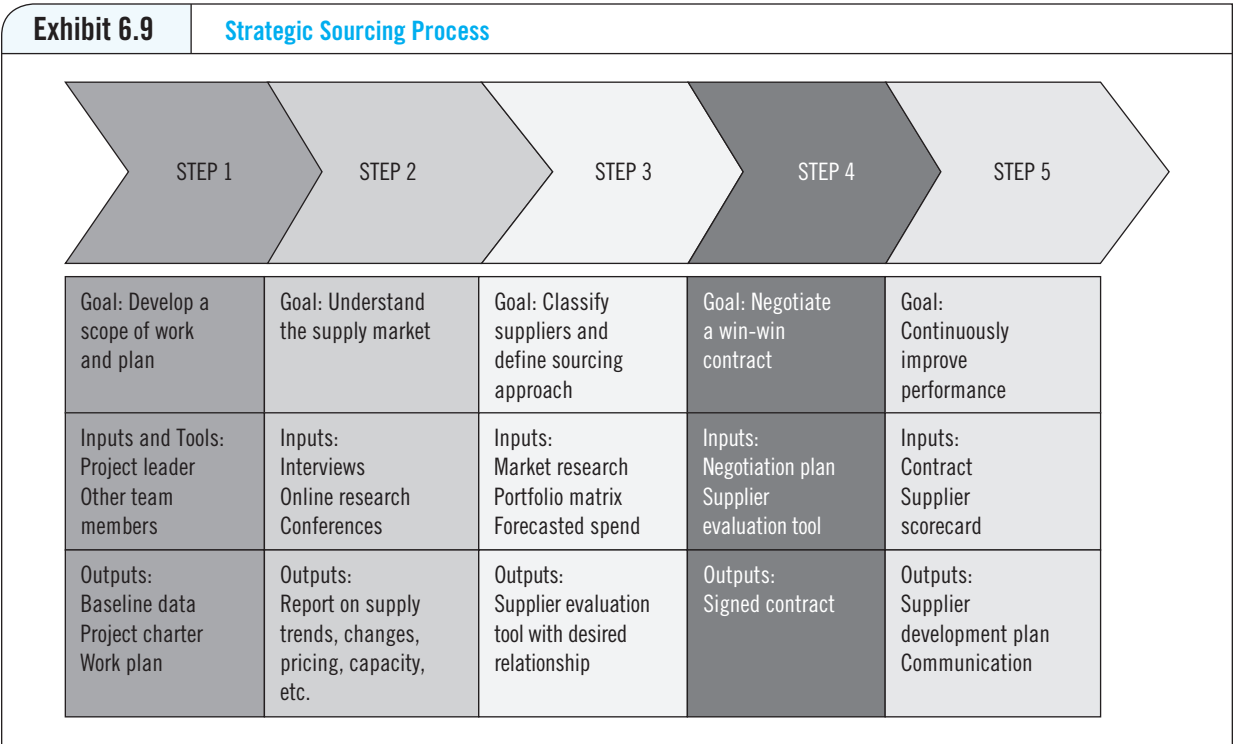 Exhibit 6.9
Strategic Sourcing Process
STEP 1
STEP 2
STEP 3
STEP 4
STEP 5
Goal: Develop a
scope of work
and plan
Goal: Understand
the supply market
Goal: Classify
suppliers and
define sourcing
approach
Goal: Negotiate
a win-win
contract
Goal:
Continuously
improve
performance
Inputs and Tools:
Project leader
Other team
members
Inputs:
Interviews
Online research
Conferences
Inputs:
Market research
Portfolio matrix
Forecasted spend
Inputs:
Negotiation plan
Supplier
evaluation tool
Inputs:
Contract
Supplier
scorecard
Outputs:
Baseline data
Project charter
Work plan
Outputs:
Report on supply
trends, changes,
pricing, capacity,
etc.
Outputs:
Supplier evaluation
tool with desired
relationship
Outputs:
Signed contract
Outputs:
Supplier
development plan
Communication